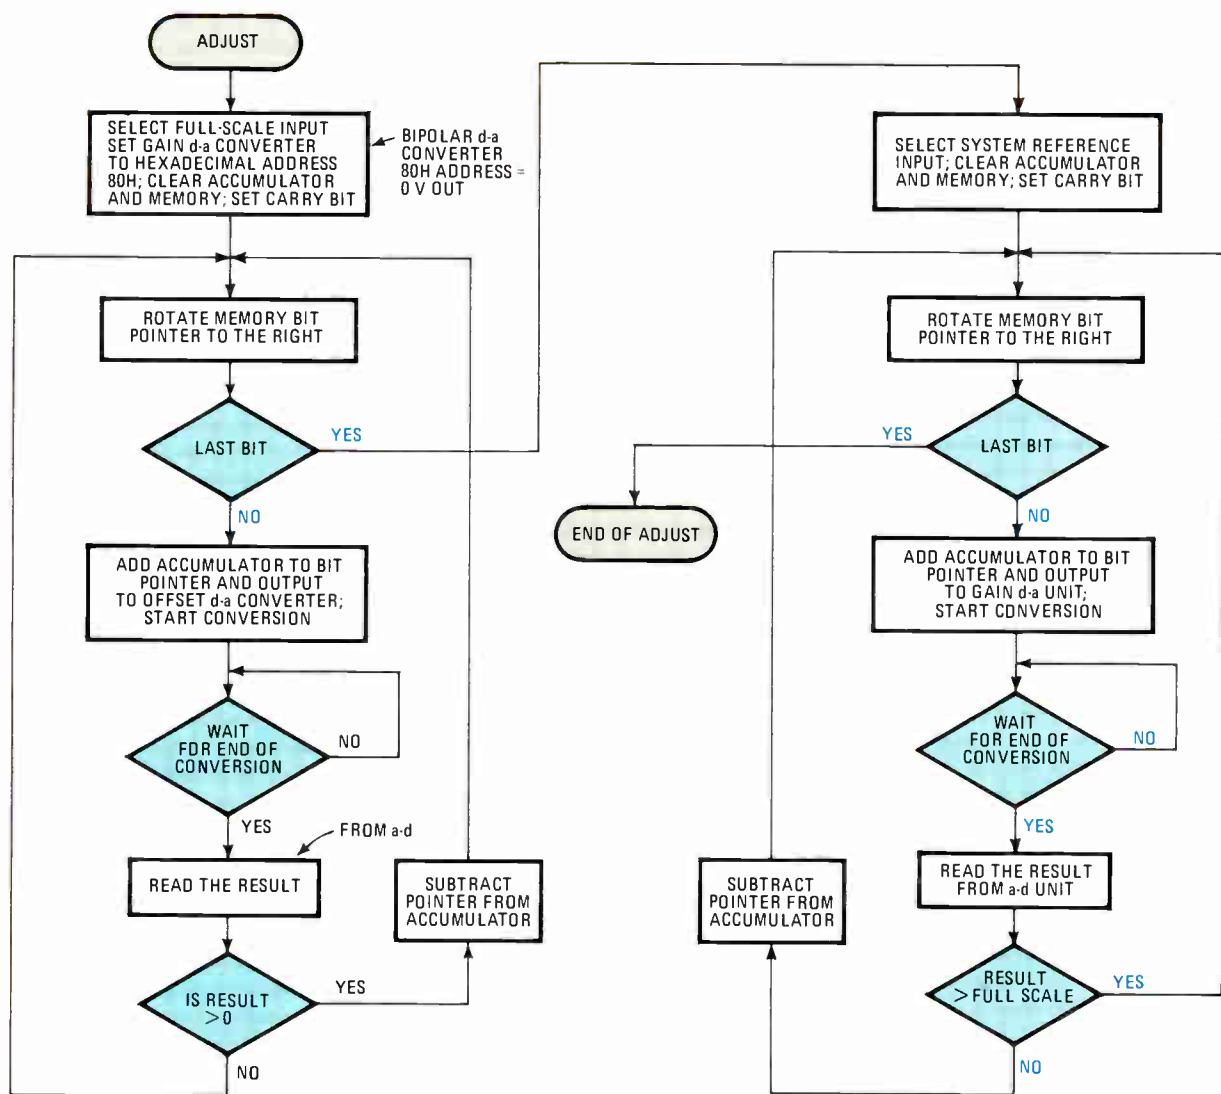 ADJUST
SELECT FULL-SCALE INPUT
SET GAIN d-a CONVERTER
TO HEXADECIMAL ADDRESS
80H; CLEAR ACCUMULATOR
AND MEMORY; SET CARRY BIT
BIPOLAR d-a
CONVERTER
80H ADDRESS =
0 V OUT
ROTATE MEMORY BIT
POINTER TO THE RIGHT
LAST BIT
YES
NO
ADD ACCUMULATOR TO BIT
POINTER AND OUTPUT
TO OFFSET d-a CONVERTER;
START CONVERSION
WAIT
FOR END OF
CONVERSION
NO
YES
FROM a-d
READ THE RESULT
SUBTRACT
POINTER FROM
ACCUMULATOR
IS RESULT
>0
YES
NO
SELECT SYSTEM REFERENCE
INPUT; CLEAR ACCUMULATOR
AND MEMORY; SET CARRY BIT
ROTATE MEMORY BIT
POINTER TO THE RIGHT
YES
LAST BIT
END OF ADJUST
NO
ADD ACCUMULATOR TO BIT
POINTER AND OUTPUT
TO GAIN d-a UNIT;
START CONVERSION
WAIT
FOR END OF
CONVERSION
NO
YES
READ THE RESULT
FROM a-d UNIT
SUBTRACT
POINTER FROM
ACCUMULATOR
RESULT
>FULL SCALE
YES
NO